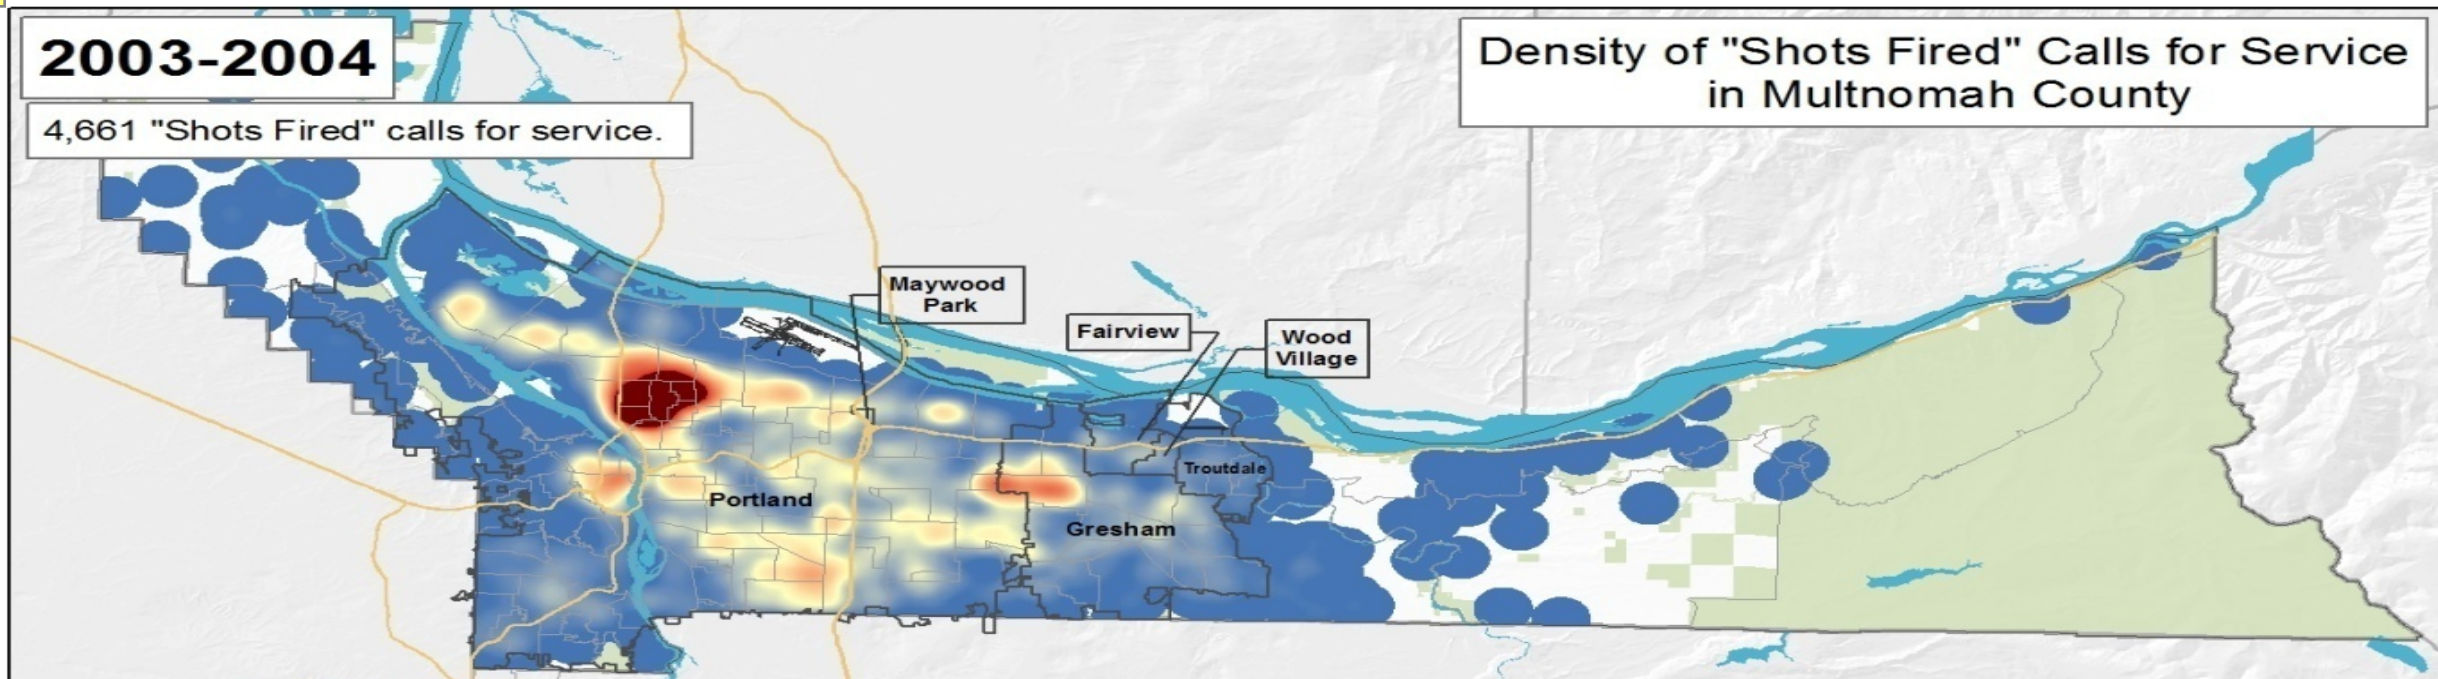 2003-2004
4,661 "Shots Fired" calls for service.
Density of "Shots Fired" Calls for Service
in Multnomah County
Maywood
Park
Fairview
Wood
Village
Troutdale
Portland
Gresham